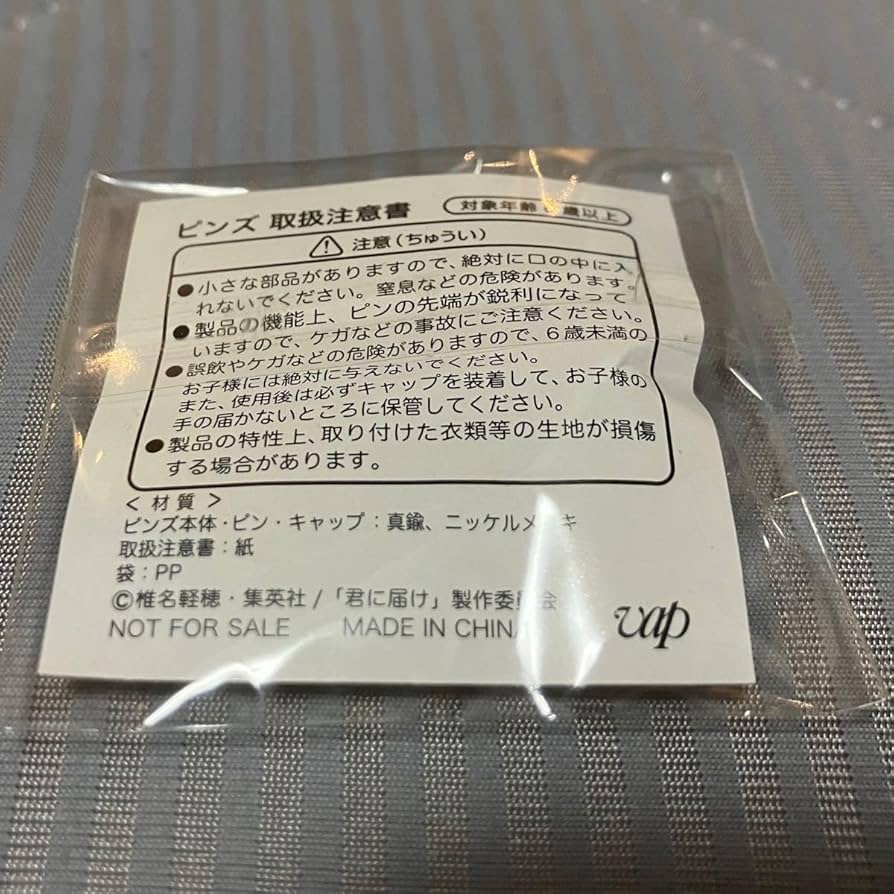 ピンズ 取扱注意書
対象年齢 歳以上
注意(ちゅうい)
●小さな部品がありますので、絶対に口の中に入
れないでください。窒息などの危険があります。
●製品の機能上、ピンの先端が鋭利になって
いますので、ケガなどの事故にご注意ください。
●誤飲やケガなどの危険がありますので、6歳未満の
お子様には絶対に与えないでください。
また、使用後は必ずキャップを装着して、お子様の
手の届かないところに保管してください。
●製品の特性上、取り付けた衣類等の生地が損傷
する場合があります。
<材質>
ピンズ本体・ピン・キャップ:真鍮、ニッケルメッキ
取扱注意書:紙
袋:PP
©椎名軽穂・集英社/「君に届け」製作委員会
NOT FOR SALE MADE IN CHINA
vap